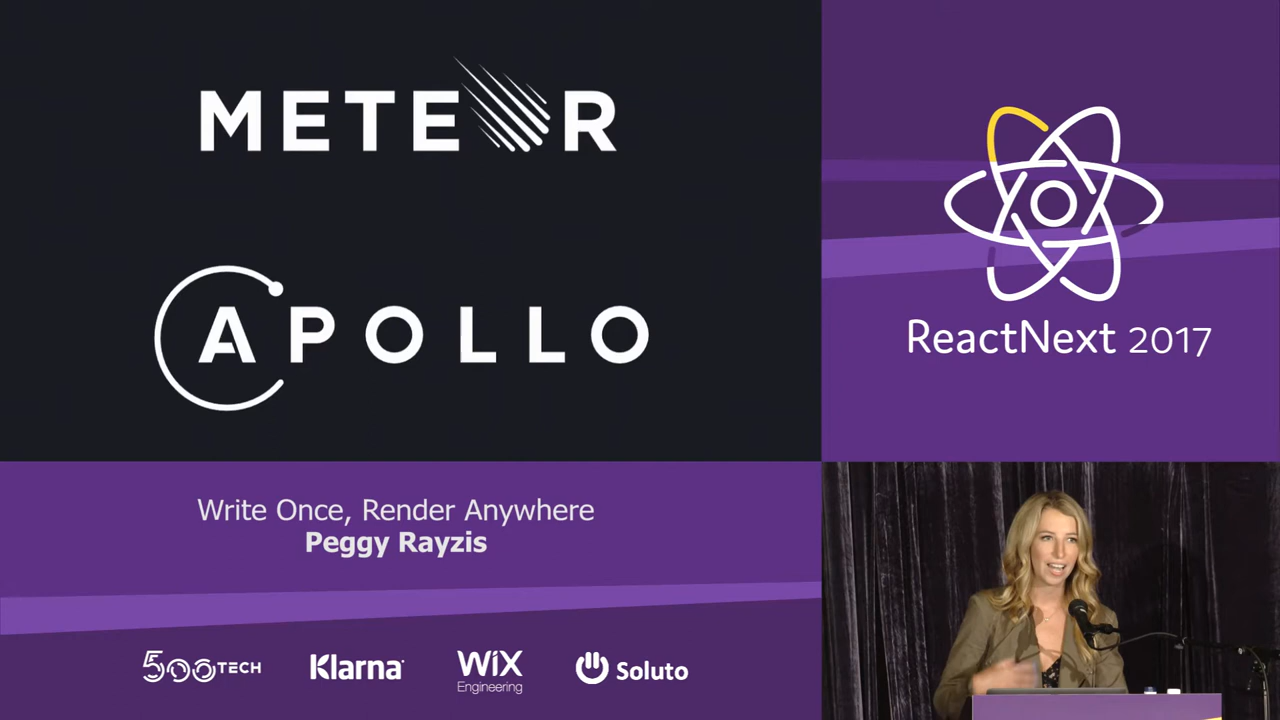 METEOR
APOLLO
ReactNext 2017
Write Once, Render Anywhere
Peggy Rayzis
500TECH
Klarna
WiX
Engineering
Soluto